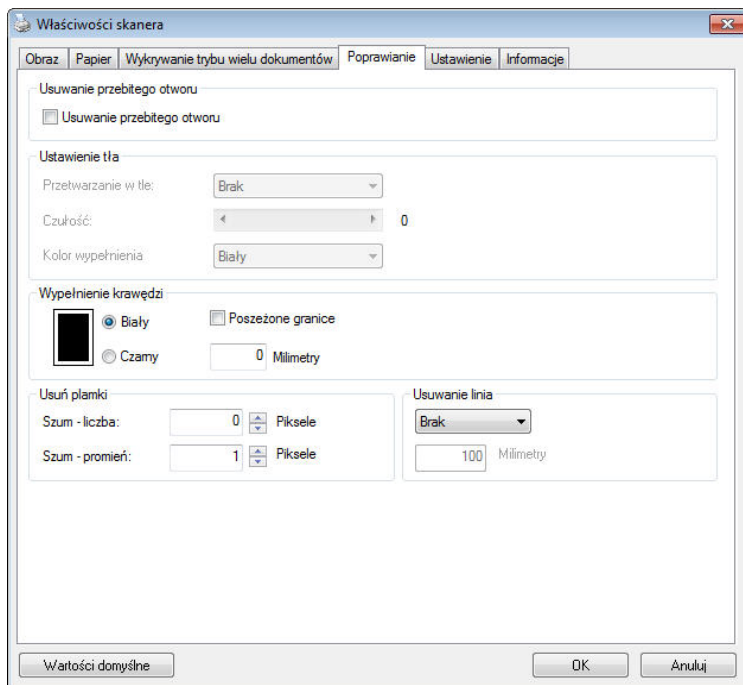 Właściwości skanera
Obraz Papier Wykrywanie trybu wielu dokumentów Poprawianie Ustawienie Informacje
Usuwanie przebitego otworu
Usuwanie przebitego otworu
Ustawienie tła
Przetwarzanie w tle: Brak
Czułość: 0
Kolor wypełnienia Biały
Wypełnienie krawędzi
Biały Poszeżone granice
Czarny 0 Milimetry
Usuń plamki Usuwanie linia
Szum - liczba: 0 Piksele Brak
Szum - promień: 1 Piksele 100 Milimetry
Wartości domyślne OK Anuluj